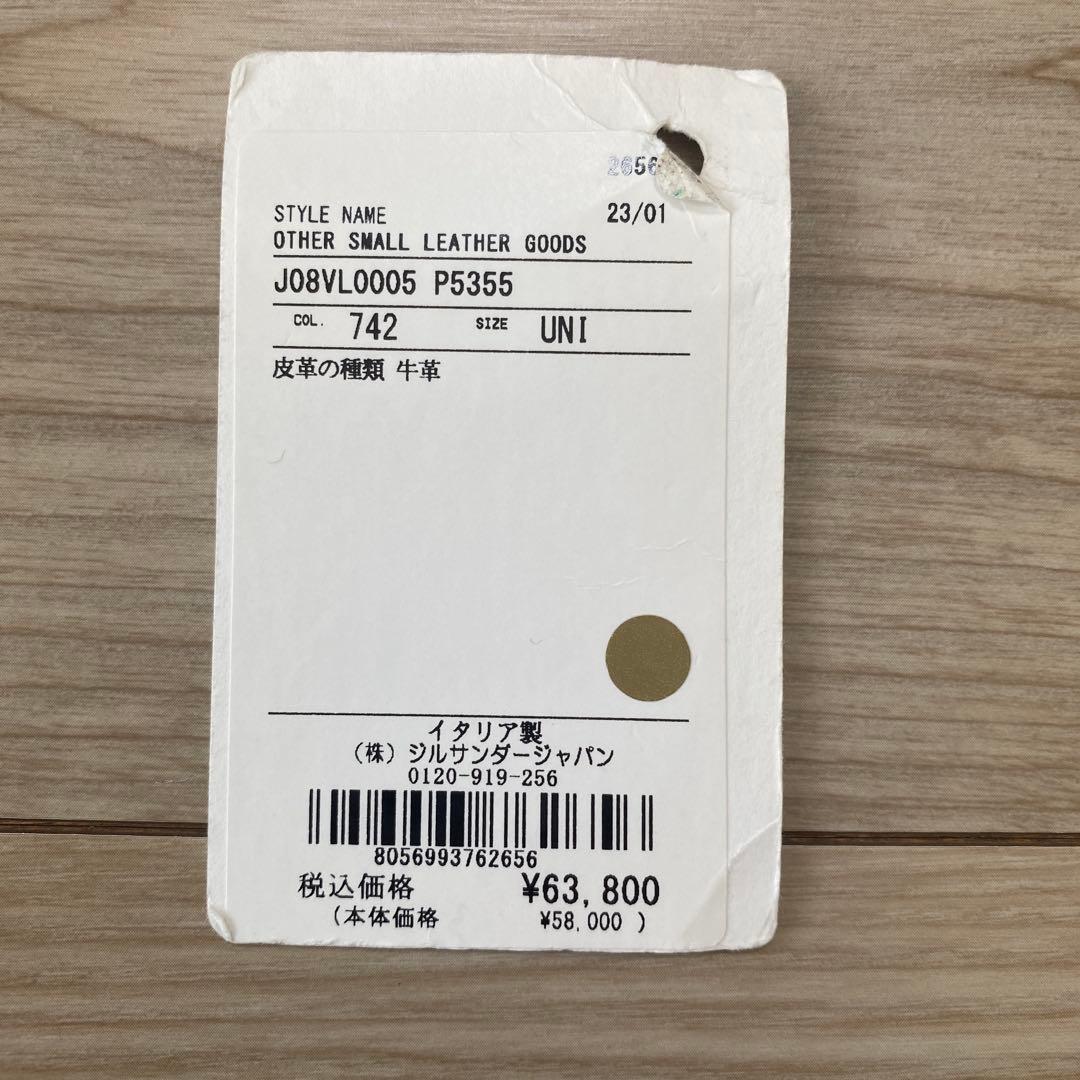 2656
STYLE NAME 23/01
OTHER SMALL LEATHER GOODS
J08VL0005 P5355
COL. 742 SIZE UNI
皮革の種類 牛革
イタリア製
（株）ジルサンダージャパン
0120-919-256
8056993762656
税込価格 ¥63,800
（本体価格 ¥58,000 ）